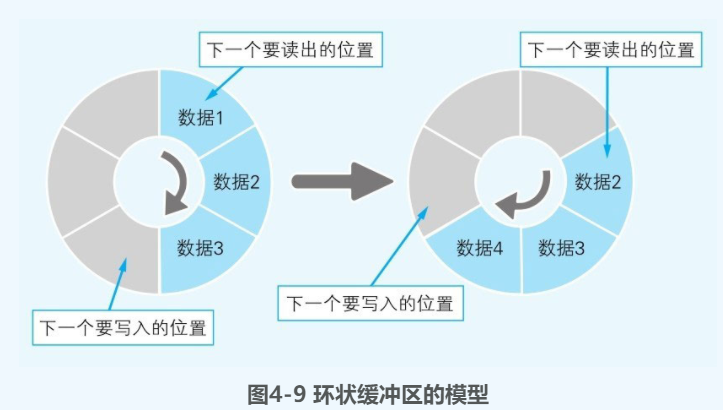 下一个要读出的位置
下一个要读出的位置
数据1
数据2
数据2
数据3
数据4
数据3
下一个要写入的位置
下一个要写入的位置
图4-9 环状缓冲区的模型